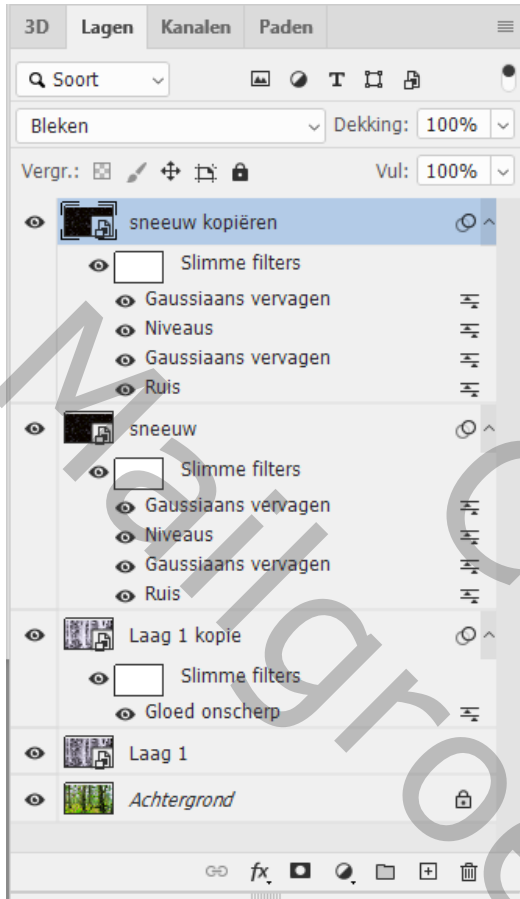 3D Lagen Kanalen Paden
Soort
Bleken Dekking: 100%
Vergr.: Vul: 100%
sneeuw kopiëren
Slimme filters
Gaussiaans vervagen
Niveaus
Gaussiaans vervagen
Ruis
sneeuw
Slimme filters
Gaussiaans vervagen
Niveaus
Gaussiaans vervagen
Ruis
Laag 1 kopie
Slimme filters
Gloed onscherp
Laag 1
Achtergrond
fx
Mailgro